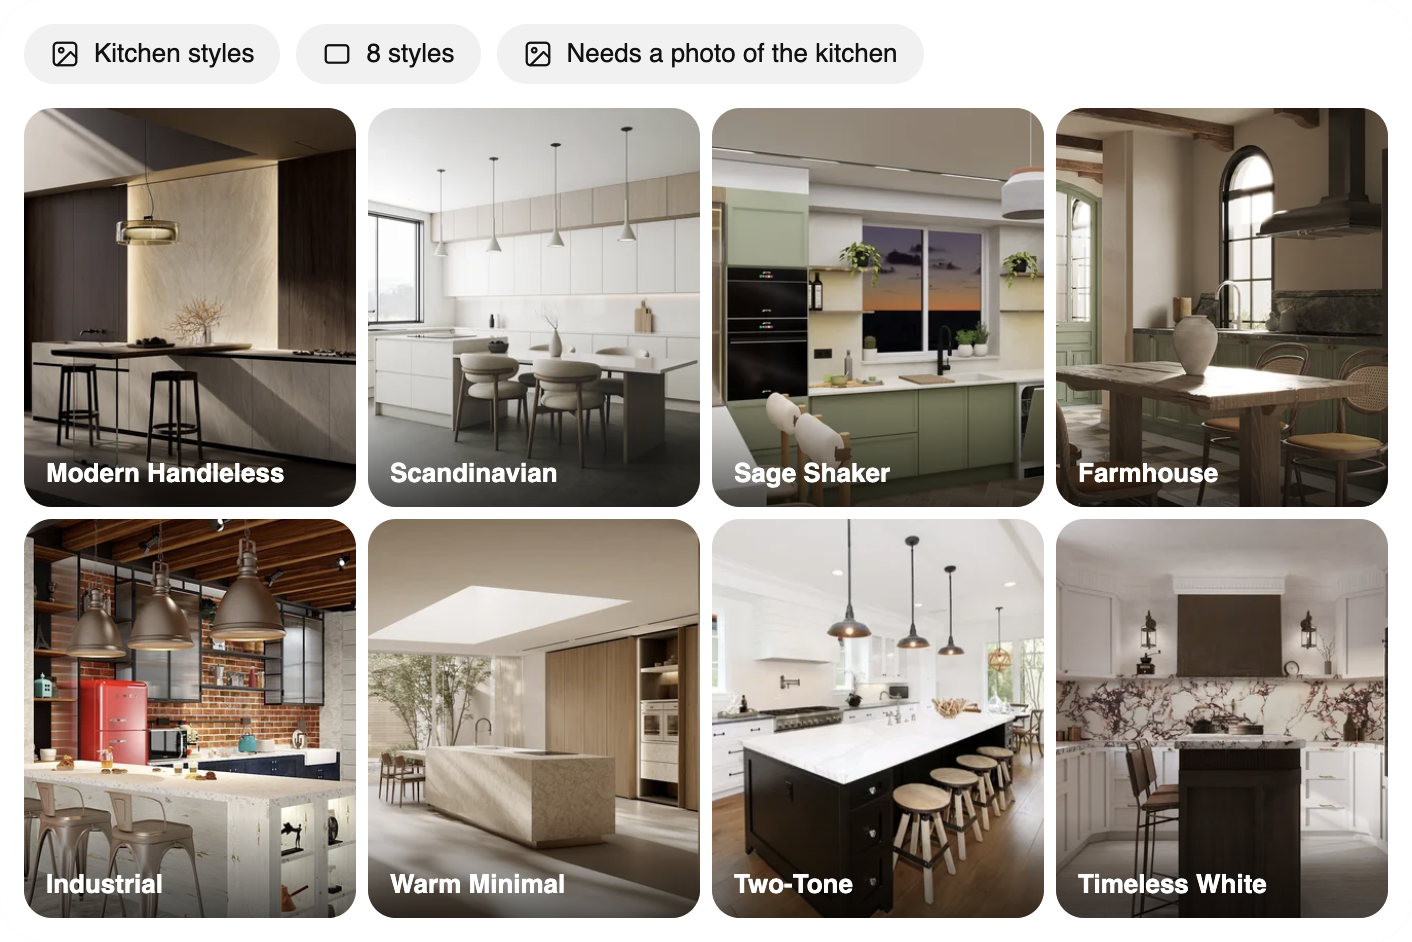 Kitchen styles
8 styles
Needs a photo of the kitchen
Modern Handleless
Scandinavian
Sage Shaker
Farmhouse
Industrial
Warm Minimal
Two-Tone
Timeless White